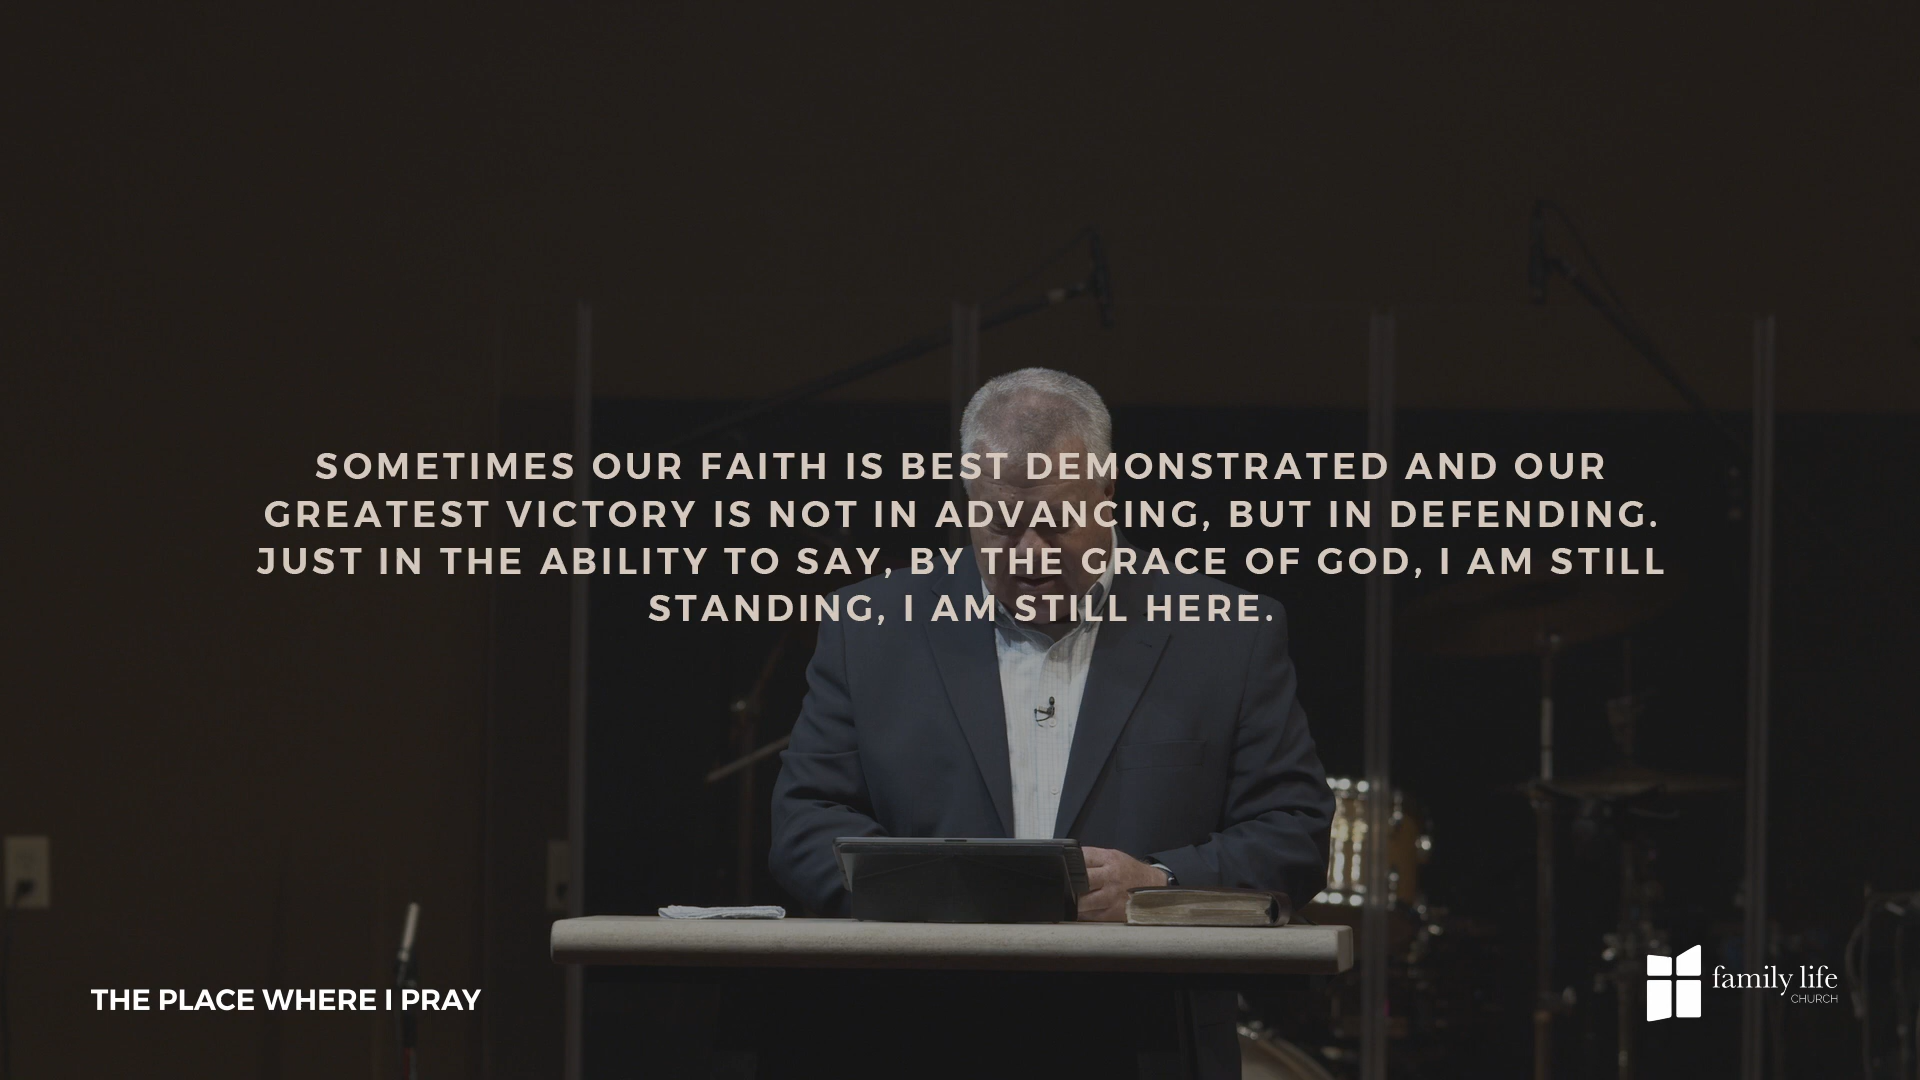 SOMETIMES OUR FAITH IS BEST DEMONSTRATED AND OUR
GREATEST VICTORY IS NOT IN ADVANCING, BUT IN DEFENDING.
JUST IN THE ABILITY TO SAY, BY THE GRACE OF GOD, I AM STILL
STANDING, I AM STILL HERE.
THE PLACE WHERE I PRAY
family life
CHURCH